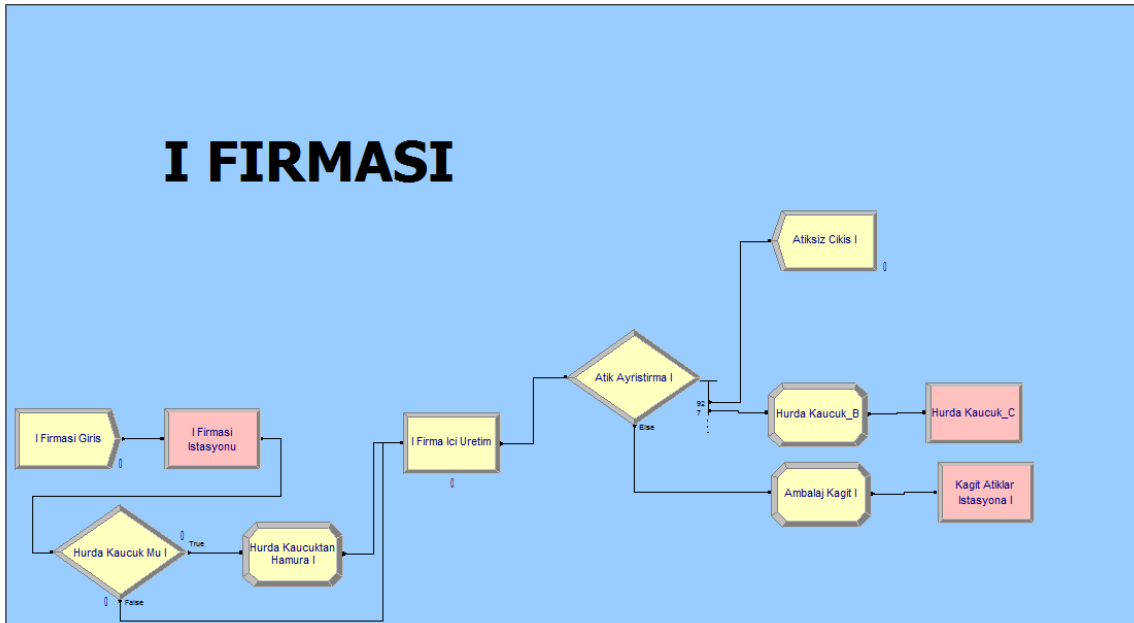 I FIRMASI
Atiksiz Cikis I
0
Atik Ayristirma I
92
7
Else
Hurda Kaucuk_B
Hurda Kaucuk_C
I Firmasi Giris
0
I Firmasi
Istasyonu
I Firma Ici Uretim
0
Ambalaj Kagit I
Kagit Atiklar
Istasyona I
Hurda Kaucuk Mu I
0
True
0
False
Hurda Kaucuktan
Hamura I